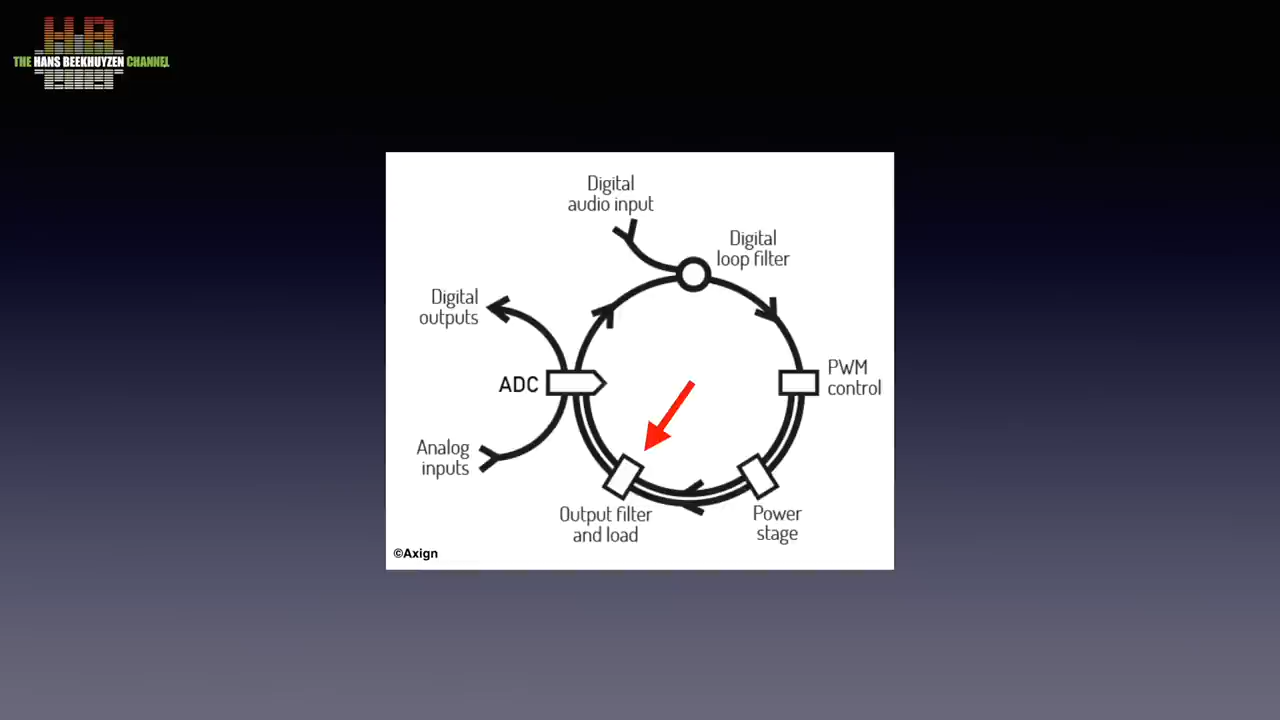 THE HANS BEEKHUYZEN CHANNEL
Digital
audio input
Digital
loop filter
Digital
outputs
PWM
control
ADC
Analog
inputs
Output filter
and load
Power
stage
©Axign